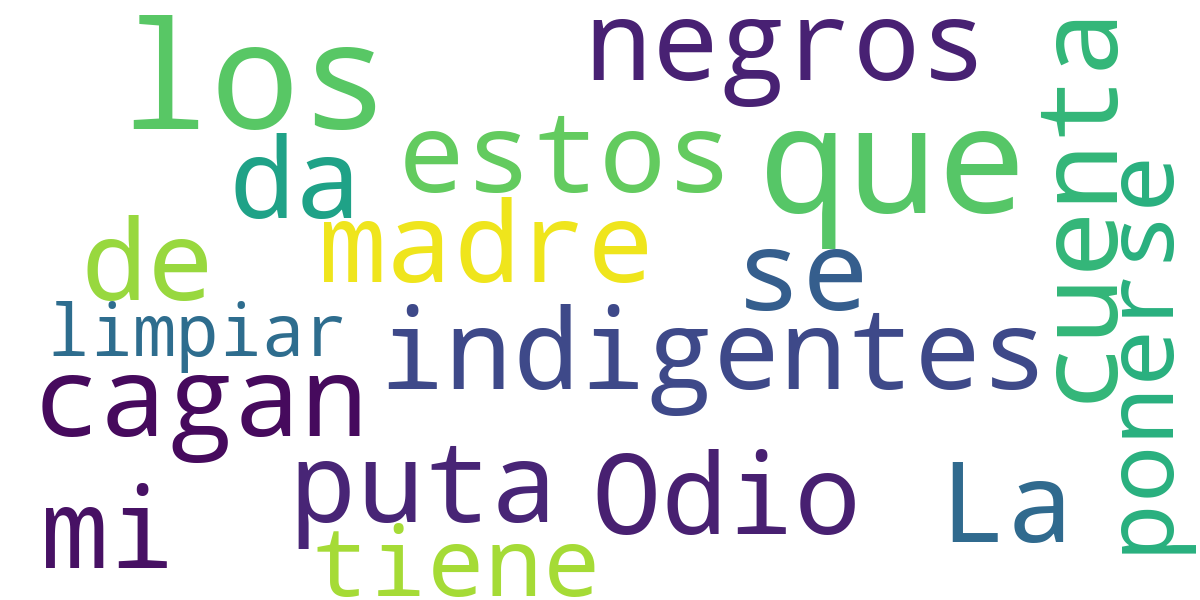 los
negros
cuenta
da
estos
que
ponerse
de
madre
se
limpiar
indigentes
cagan
mi
puta
Odio
La
tiene